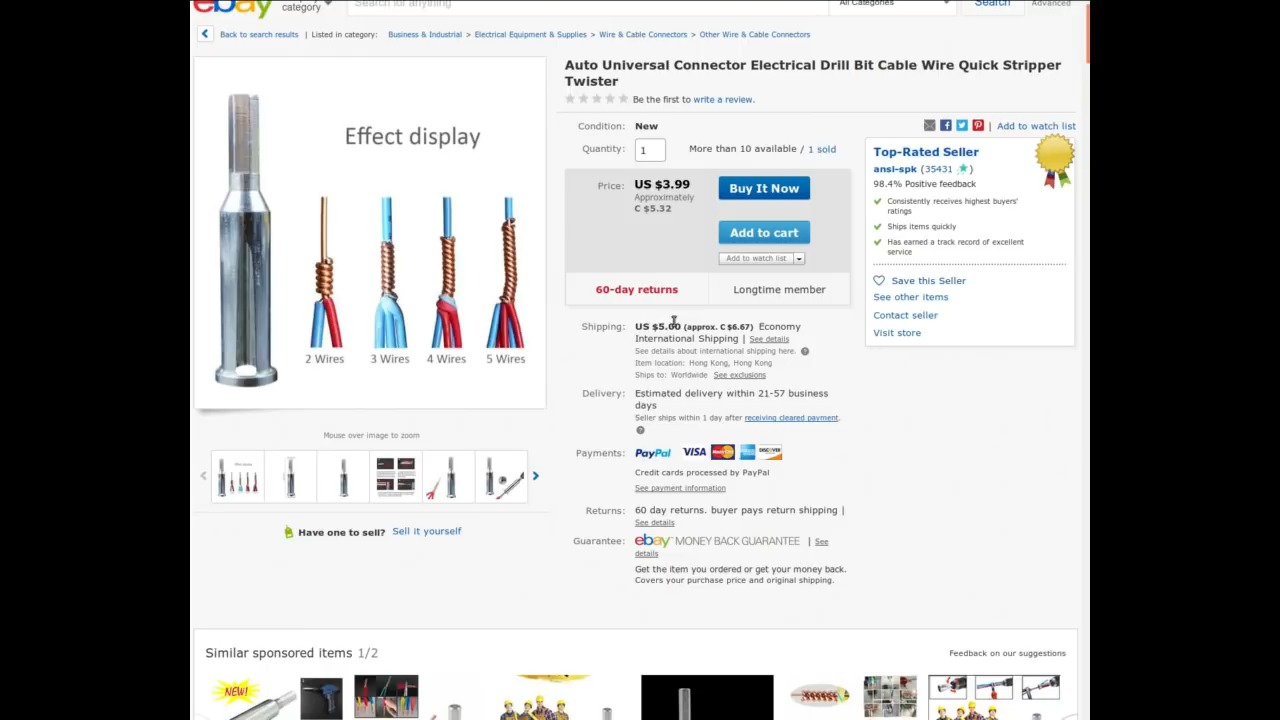 ebay
category
Search for anything
All Categories
Search
Advanced
Back to search results | Listed in category: Business & Industrial > Electrical Equipment & Supplies > Wire & Cable Connectors > Other Wire & Cable Connectors
Effect display
2 Wires
3 Wires
4 Wires
5 Wires
Mouse over image to zoom
Have one to sell? Sell it yourself
Auto Universal Connector Electrical Drill Bit Cable Wire Quick Stripper
Twister
Be the first to write a review.
Condition: New
Quantity: 1 More than 10 available / 1 sold
Price: US $3.99
Approximately
C $5.32
Buy It Now
Add to cart
Add to watch list
60-day returns
Longtime member
Shipping: US $5.00 (approx. C $6.67) Economy
International Shipping | See details
See details about international shipping here.
Item location: Hong Kong, Hong Kong
Ships to: Worldwide See exclusions
Delivery: Estimated delivery within 21-57 business
days
Seller ships within 1 day after receiving cleared payment.
Payments: PayPal VISA MasterCard DISCOVER
Credit cards processed by PayPal
See payment information
Returns: 60 day returns. buyer pays return shipping |
See details
Guarantee: ebay MONEY BACK GUARANTEE | See
details
Get the item you ordered or get your money back.
Covers your purchase price and original shipping.
| Add to watch list
Top-Rated Seller
ansi-spk (35431 )
98.4% Positive feedback
Consistently receives highest buyers'
ratings
Ships items quickly
Has earned a track record of excellent
service
Save this Seller
See other items
Contact seller
Visit store
Similar sponsored items 1/2
Feedback on our suggestions
NEW!